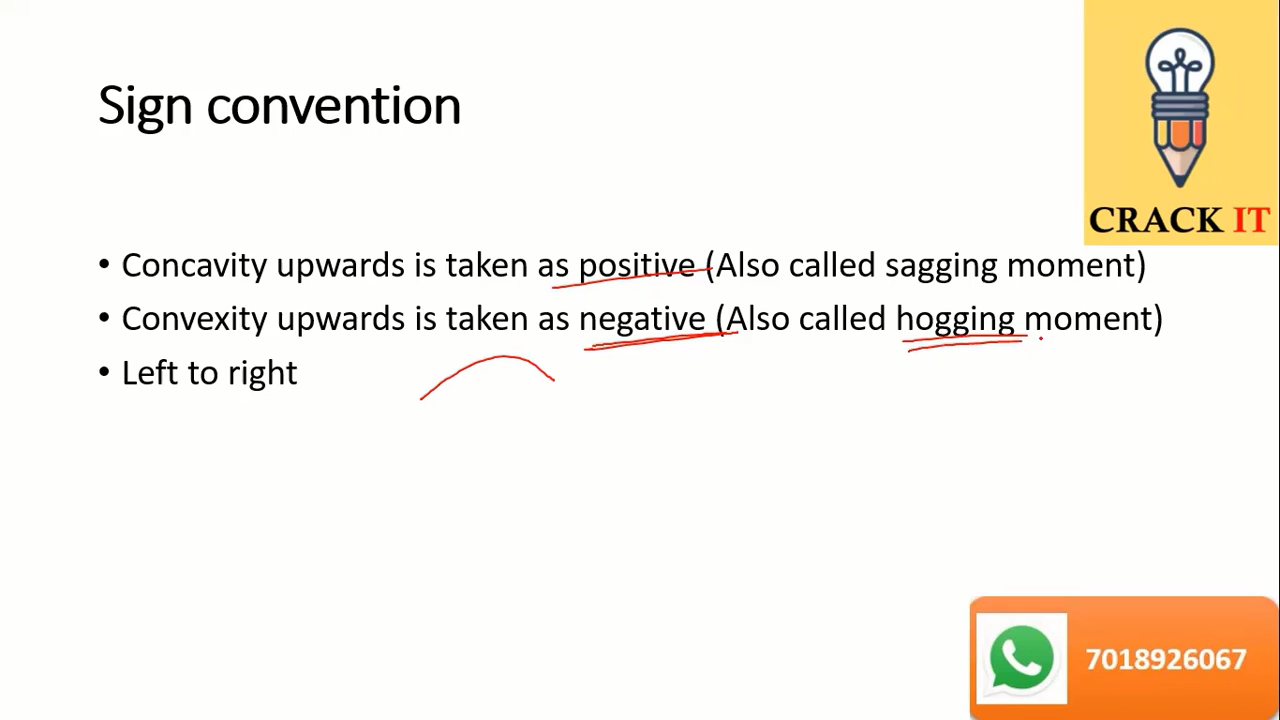 Sign convention
CRACK IT
• Concavity upwards is taken as positive (Also called sagging moment)
• Convexity upwards is taken as negative (Also called hogging moment)
• Left to right
7018926067